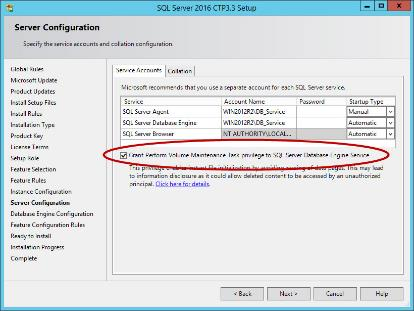 SQL Server 2016 CTP3.3 Setup
Server Configuration
Specify the service accounts and collation configuration.
Global Rules
Microsoft Update
Product Updates
Install Setup Files
Install Rules
Installation Type
Product Key
License Terms
Setup Role
Feature Selection
Feature Rules
Instance Configuration
Server Configuration
Database Engine Configuration
Feature Configuration Rules
Ready to Install
Installation Progress
Complete
Service Accounts Collation
Microsoft recommends that you use a separate account for each SQL Server service.
Service Account Name Password Startup Type
SQL Server Agent WIN2012R2\DB_Service Manual
SQL Server Database Engine WIN2012R2\DB_Service Automatic
SQL Server Browser NT AUTHORITY\LOCAL... Automatic
Grant Perform Volume Maintenance Task privilege to SQL Server Database Engine Service
This privilege enables instant file initialization by avoiding zeroing of data pages. This may lead
to information disclosure as it could allow deleted content to be accessed by an unauthorized
principal. Click here for details.
< Back Next > Cancel Help